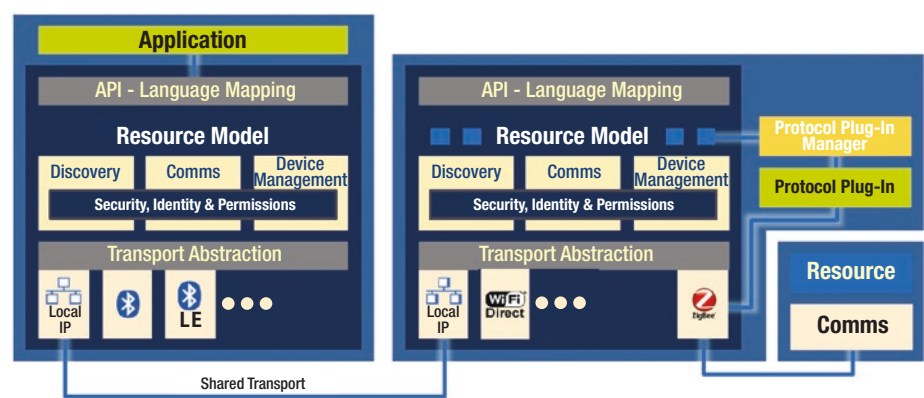 Application
API - Language Mapping
Resource Model
Discovery
Comms
Device
Management
Security, Identity & Permissions
Transport Abstraction
Local
IP
LE
API - Language Mapping
Resource Model
Discovery
Comms
Device
Management
Security, Identity & Permissions
Transport Abstraction
Local
IP
WiFi
Direct
ZigBee
Protocol Plug-In
Manager
Protocol Plug-In
Resource
Comms
Shared Transport